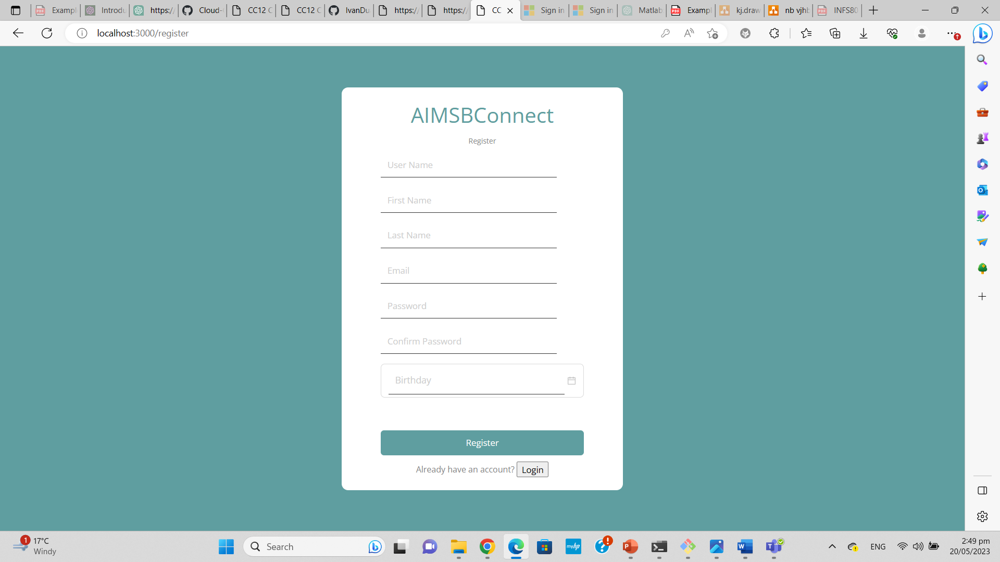 Exampl
Introdu
https:/
Cloud-
CC12 C
CC12 C
IvanDu
https:/
https:/
CC
Sign in
Sign in
Matlab
Exampl
kj.draw
nb vjhb
INFS80
localhost:3000/register
AIMSBConnect
Register
User Name
First Name
Last Name
Email
Password
Confirm Password
Birthday
Register
Already have an account? Login
1
17°C
Windy
Search
myhp
ENG
2:49 pm
20/05/2023